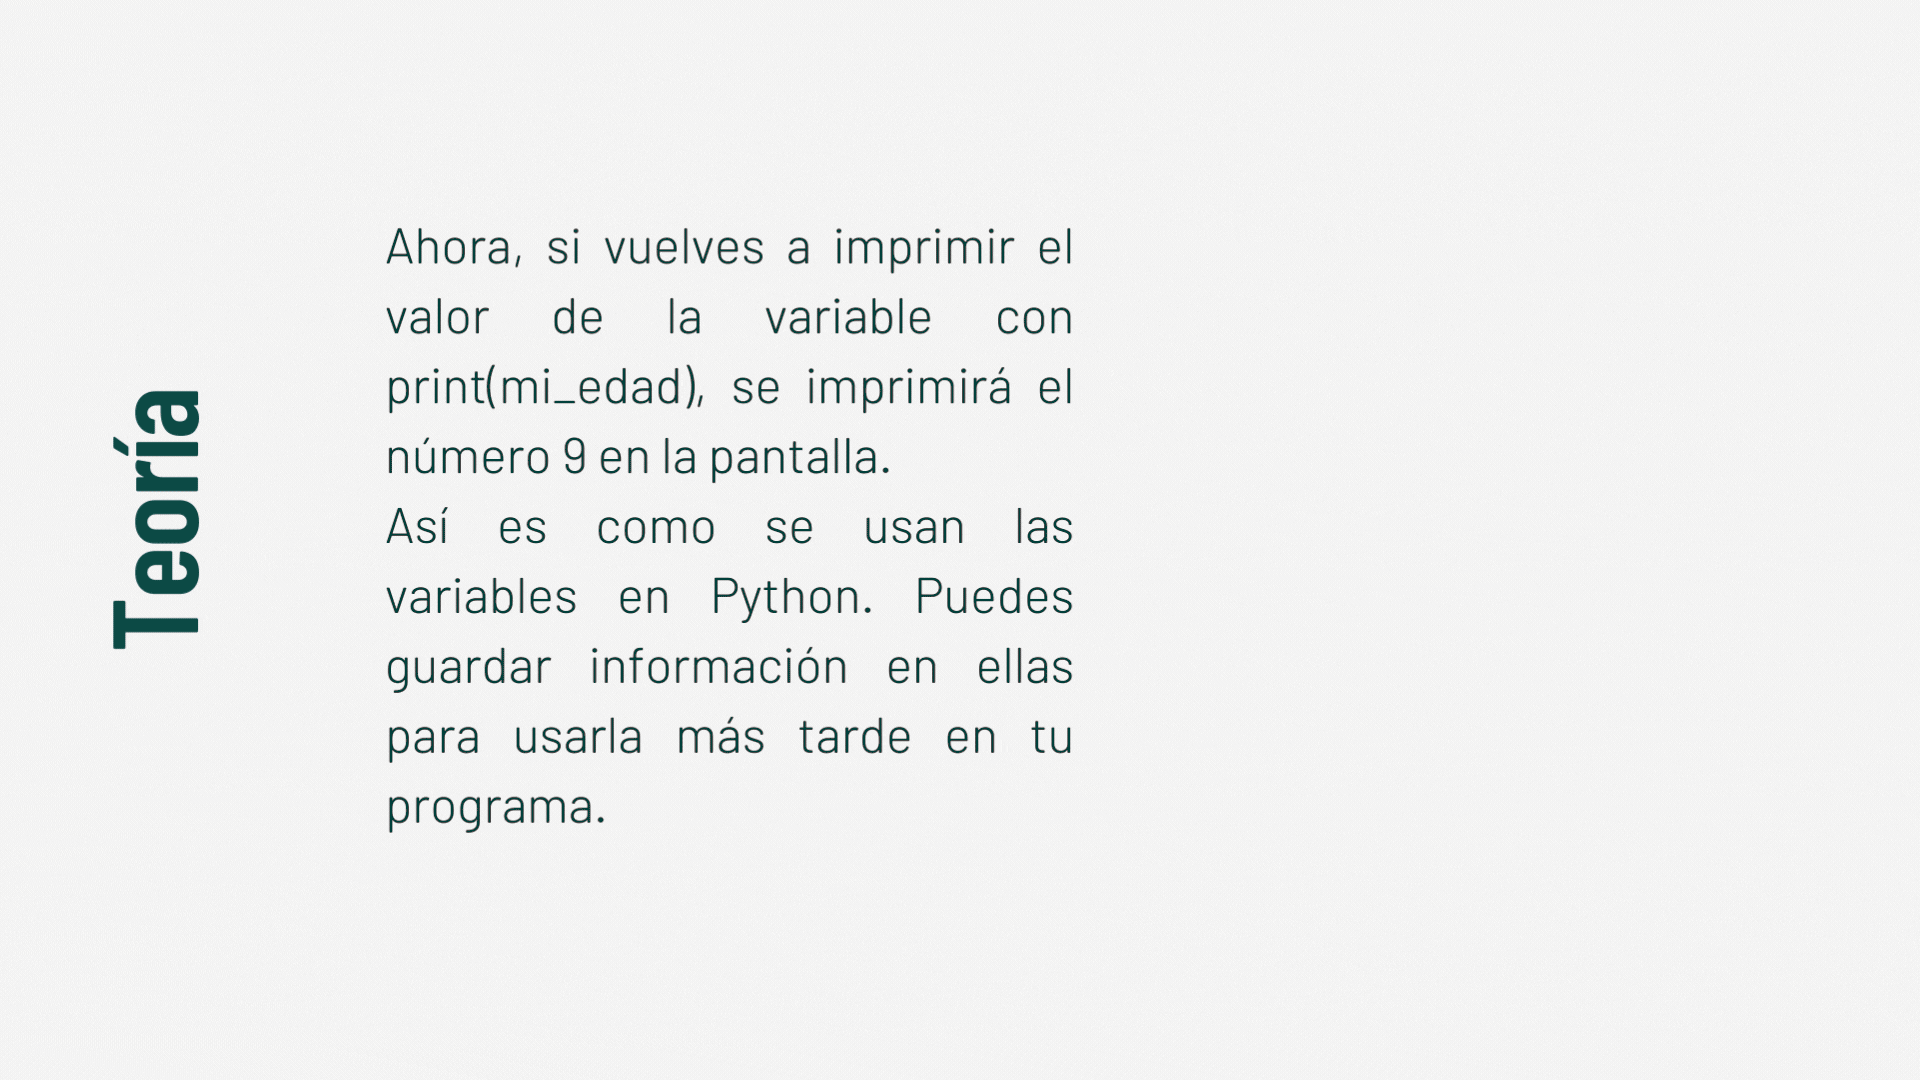 Teoría
Ahora, si vuelves a imprimir el
valor de la variable con
print(mi_edad), se imprimirá el
número 9 en la pantalla.
Así es como se usan las
variables en Python. Puedes
guardar información en ellas
para usarla más tarde en tu
programa.